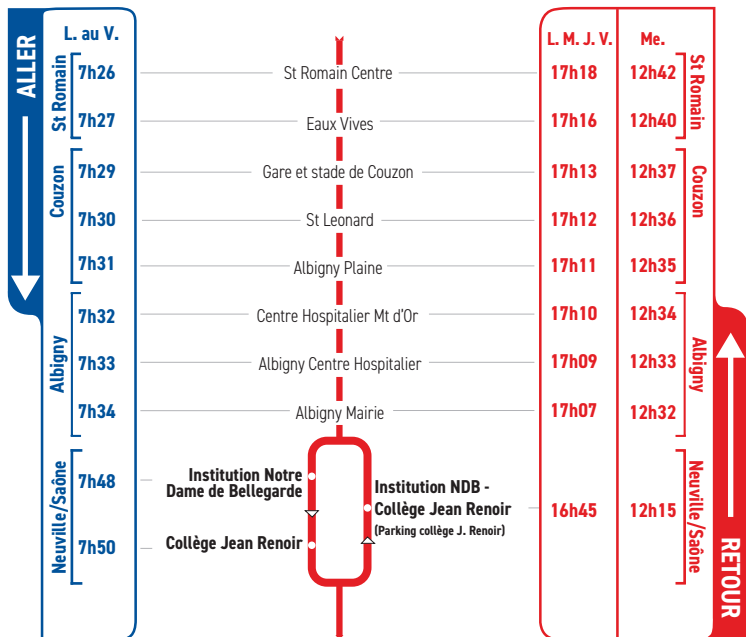 ALLER
L. au V.
L. M. J. V. Me.
St Romain
7h26 St Romain Centre 17h18 12h42
7h27 Eaux Vives 17h16 12h40
St Romain
Couzon
7h29 Gare et stade de Couzon 17h13 12h37
7h30 St Leonard 17h12 12h36
7h31 Albigny Plaine 17h11 12h35
Couzon
Albigny
7h32 Centre Hospitalier Mt d'Or 17h10 12h34
7h33 Albigny Centre Hospitalier 17h09 12h33
7h34 Albigny Mairie 17h07 12h32
Albigny
Neuville/Saône
7h48 Institution Notre
Dame de Bellegarde
7h50 Collège Jean Renoir
Institution NDB -
Collège Jean Renoir 16h45 12h15
(Parking collège J. Renoir)
Neuville/Saône
RETOUR